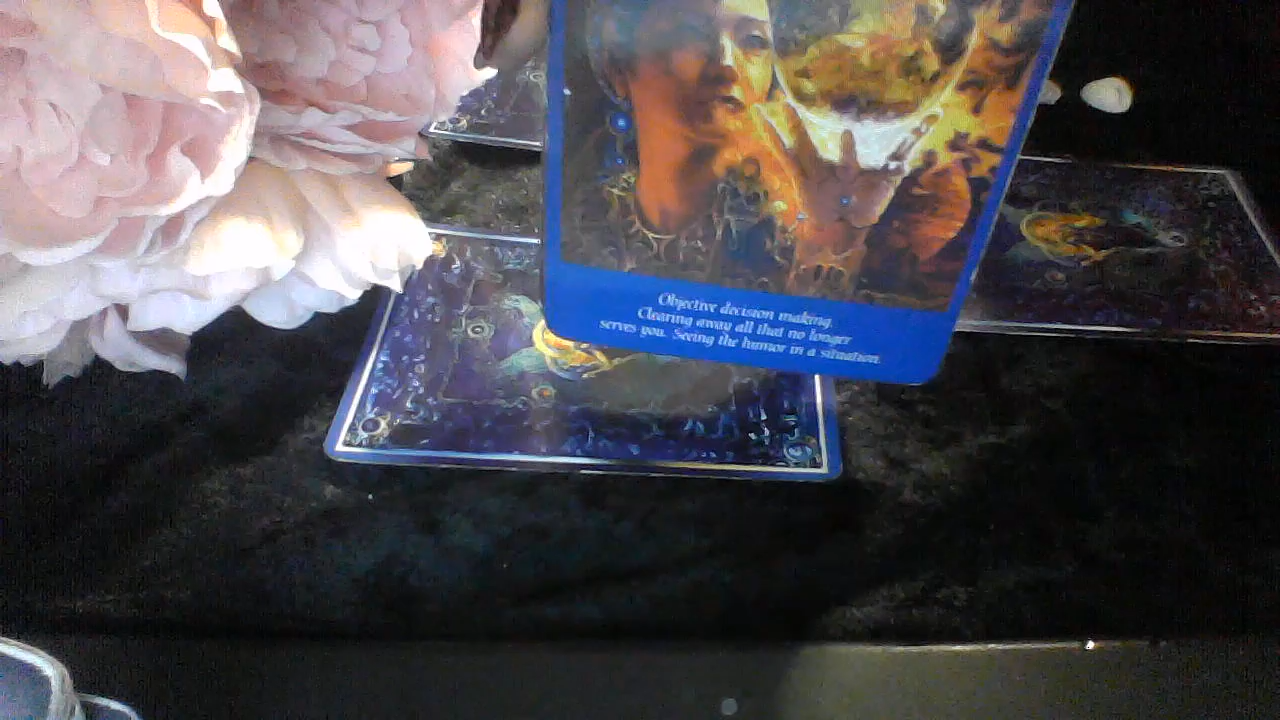 Objective decision making.
Clearing away all that no longer
serves you. Seeing the humor in a situation.